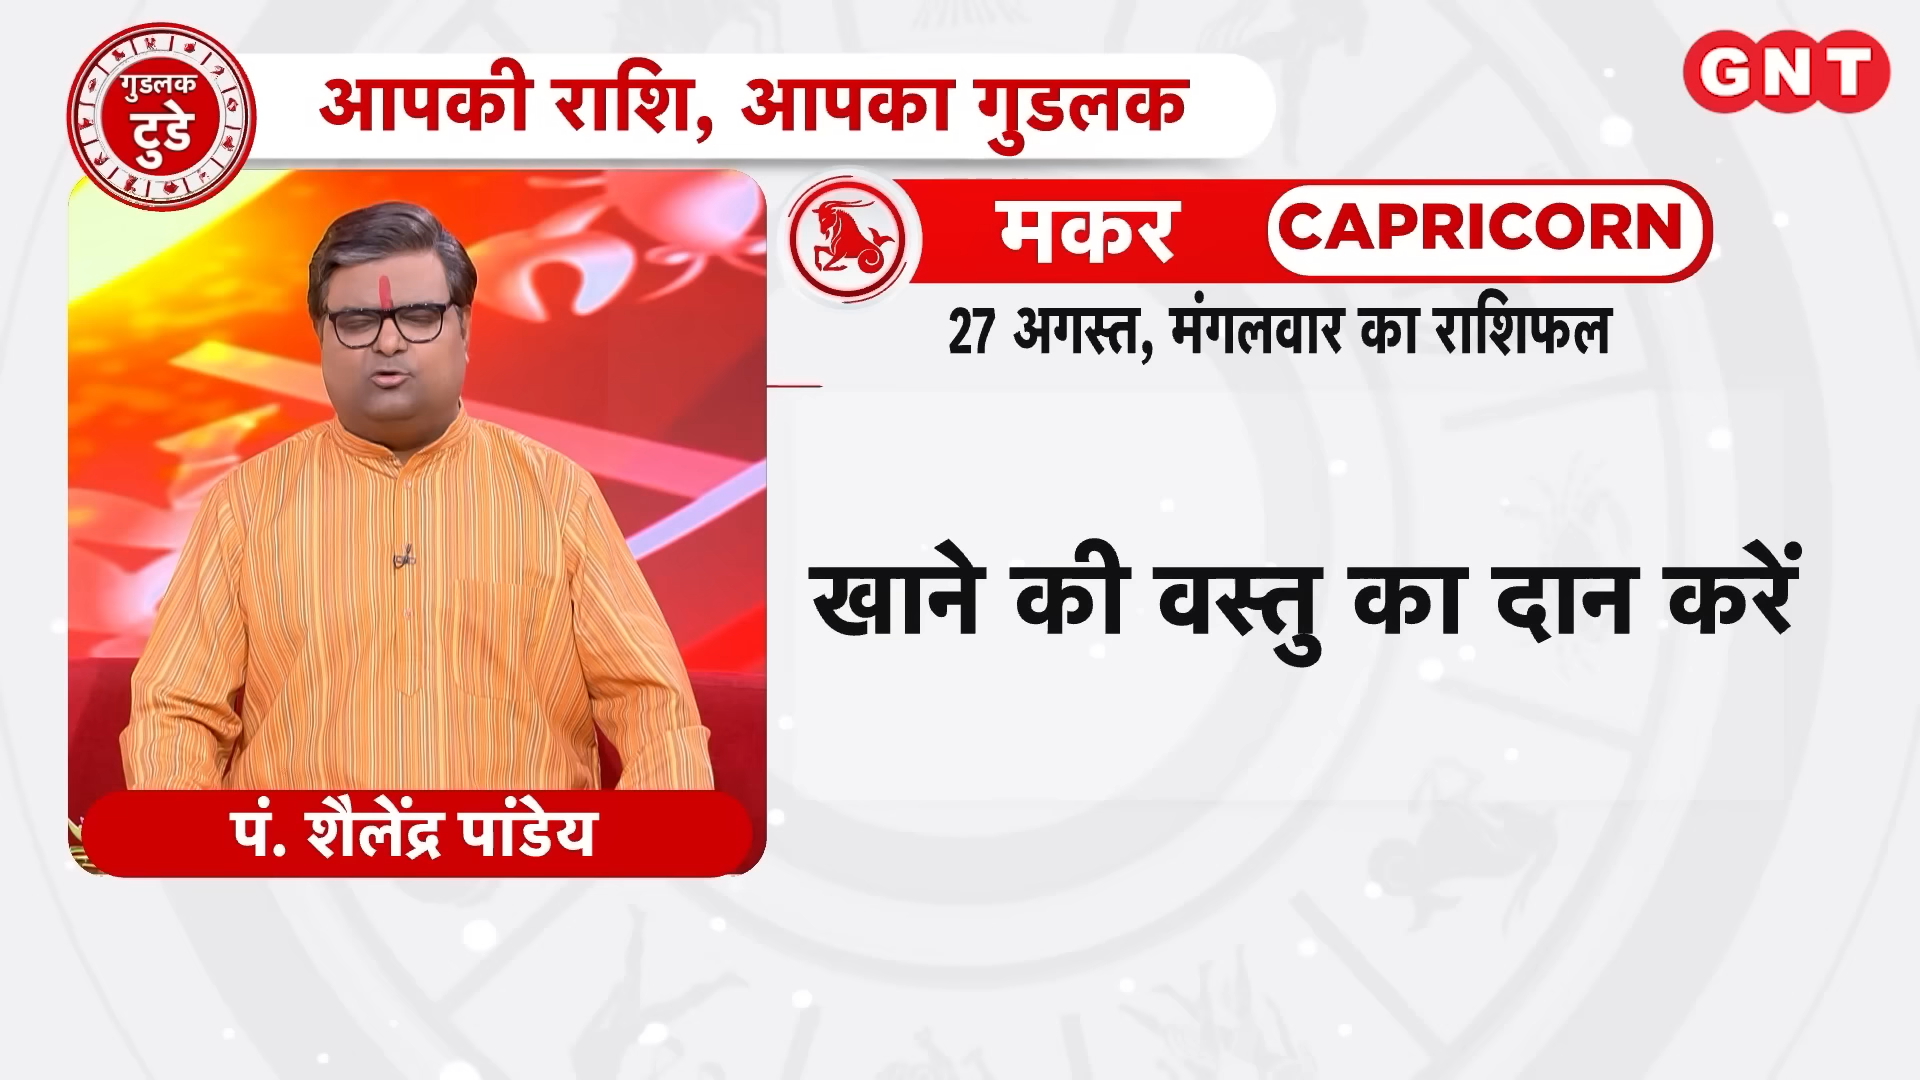 गुडलक
टुडे
आपकी राशि, आपका गुडलक
GNT
मकर
CAPRICORN
27 अगस्त, मंगलवार का राशिफल
खाने की वस्तु का दान करें
पं. शैलेंद्र पांडेय